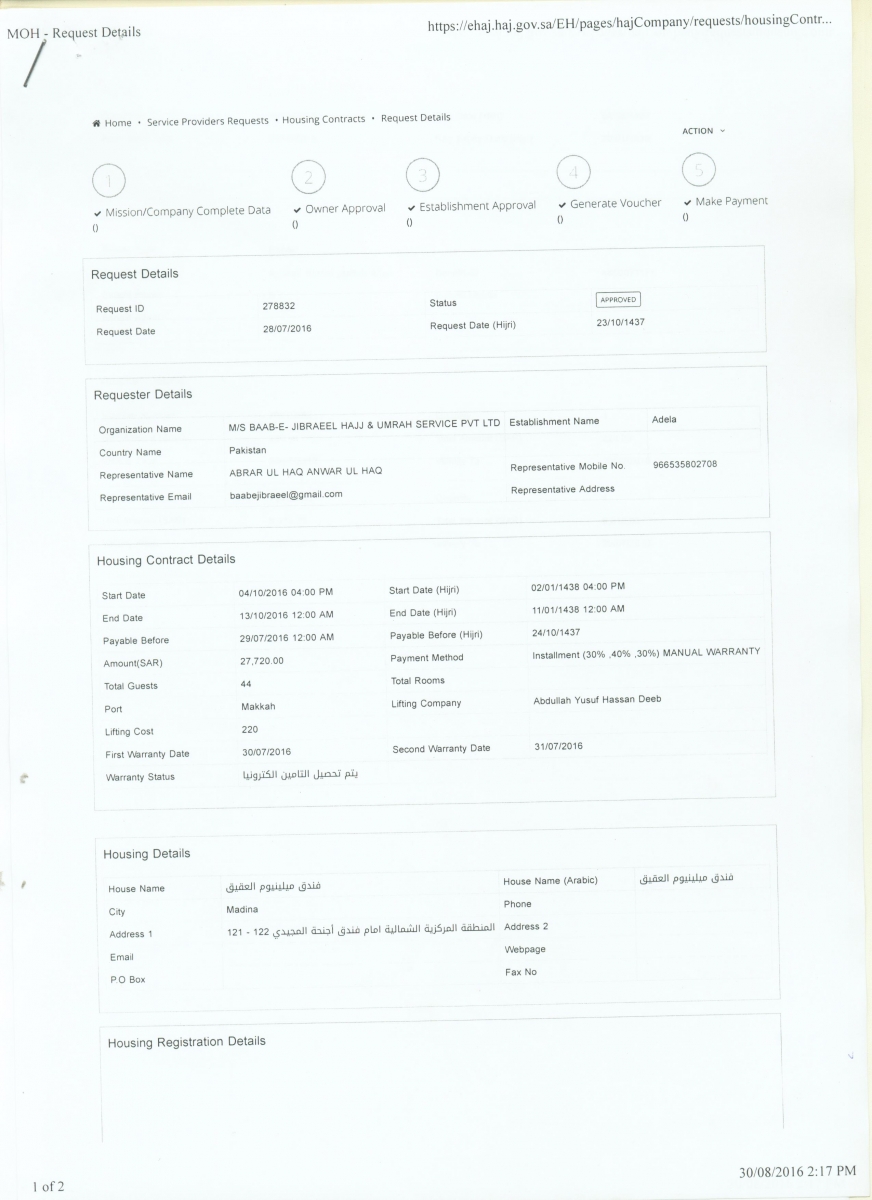 MOH - Request Details https://ehaj.haj.gov.sa/EH/pages/hajCompany/requests/housingContr...
Home • Service Providers Requests • Housing Contracts • Request Details
ACTION
1 2 3 4 5
Mission/Company Complete Data Owner Approval Establishment Approval Generate Voucher Make Payment
() () () () ()
Request Details
Request ID 278832 Status APPROVED
Request Date 28/07/2016 Request Date (Hijri) 23/10/1437
Requester Details
Organization Name M/S BAAB-E- JIBRAEEL HAJJ & UMRAH SERVICE PVT LTD Establishment Name Adela
Country Name Pakistan
Representative Name ABRAR UL HAQ ANWAR UL HAQ Representative Mobile No. 966535802708
Representative Email baabejibraeel@gmail.com Representative Address
Housing Contract Details
Start Date 04/10/2016 04:00 PM Start Date (Hijri) 02/01/1438 04:00 PM
End Date 13/10/2016 12:00 AM End Date (Hijri) 11/01/1438 12:00 AM
Payable Before 29/07/2016 12:00 AM Payable Before (Hijri) 24/10/1437
Amount(SAR) 27,720.00 Payment Method Installment (30% ,40% ,30%) MANUAL WARRANTY
Total Guests 44 Total Rooms
Port Makkah Lifting Company Abdullah Yusuf Hassan Deeb
Lifting Cost 220
First Warranty Date 30/07/2016 Second Warranty Date 31/07/2016
Warranty Status يتم تحصيل التامين الكترونيا
Housing Details
House Name فندق ميلينيوم العقيق House Name (Arabic) فندق ميلينيوم العقيق
City Madina Phone
Address 1 المنطقة المركزية الشمالية امام فندق أجنحة المجيدي 122 - 121 Address 2
Email Webpage
P.O Box Fax No
Housing Registration Details
1 of 2 30/08/2016 2:17 PM